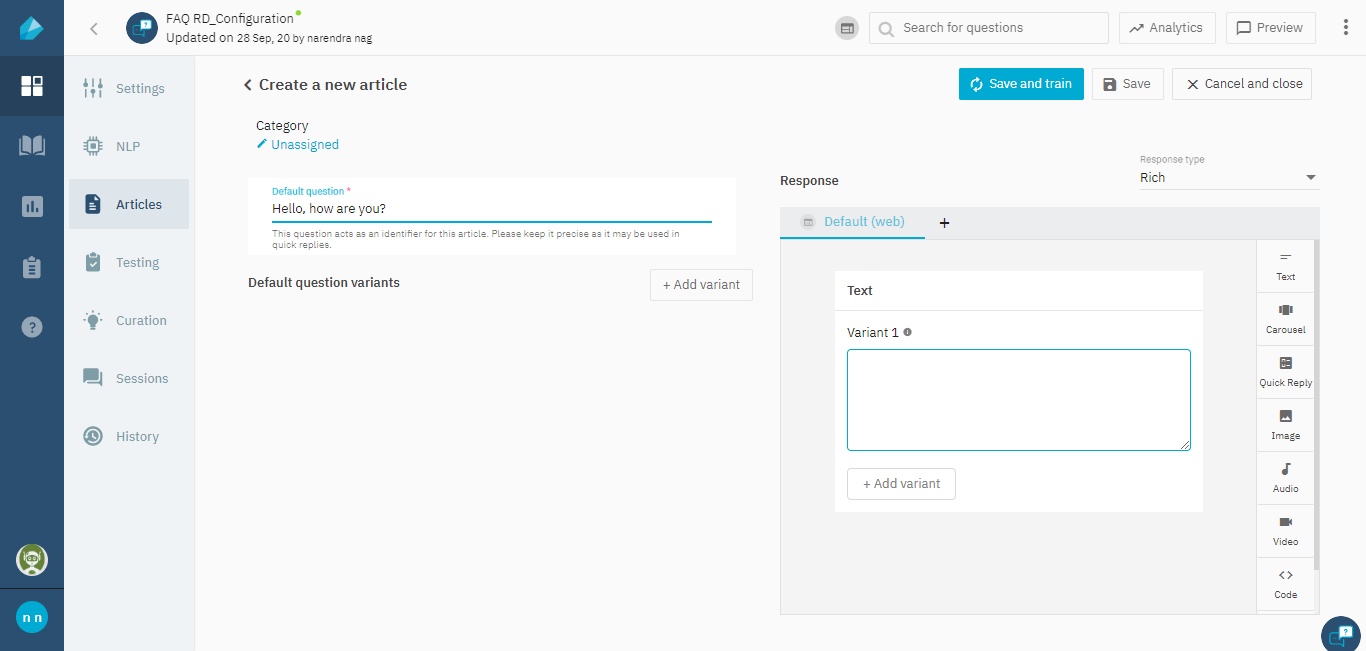 FAQ RD_Configuration
Updated on 28 Sep, 20 by narendra nag
Search for questions
Analytics
Preview
Settings
NLP
Articles
Testing
Curation
Sessions
History
Create a new article
Save and train
Save
Cancel and close
Category
Unassigned
Default question *
Hello, how are you?
This question acts as an identifier for this article. Please keep it precise as it may be used in
quick replies.
Default question variants
+ Add variant
Response
Response type
Rich
Default (web)
+
Text
Variant 1
+ Add variant
Text
Carousel
Quick Reply
Image
Audio
Video
Code
n n